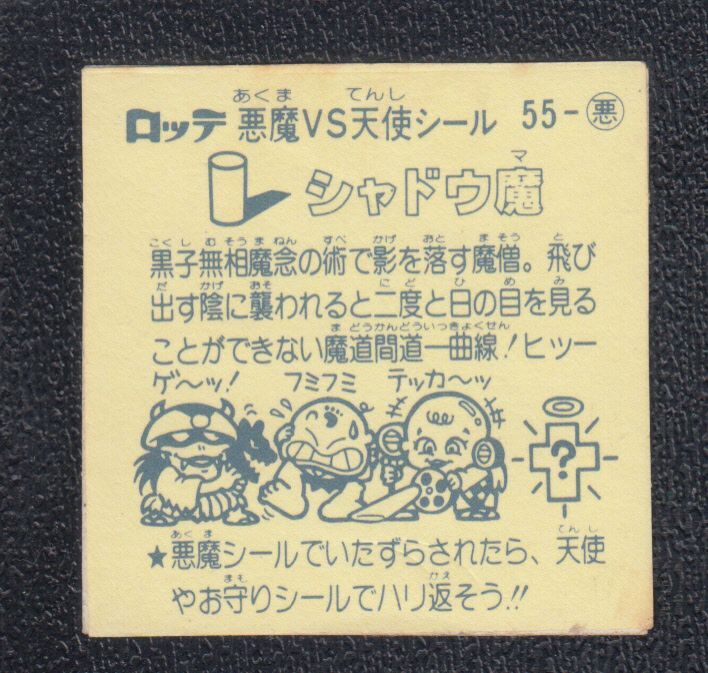 ロッテ 悪魔VS天使シール 55-悪
あくま てんし
シャドウ魔
マ
こくし むそうまねん すべ かげ おと まそう と
黒子無相魔念の術で影を落す魔僧。飛び
だ かげ おそ にど ひ め み
出す陰に襲われると二度と日の目を見る
まどうかんどういっきょくせん
ことができない魔道間道一曲線！ヒッー
ゲ〜ッ! フミフミ テッカ〜ッ
?
あくま てんし
★悪魔シールでいたずらされたら、天使
まも かえ
やお守りシールでハリ返そう!!